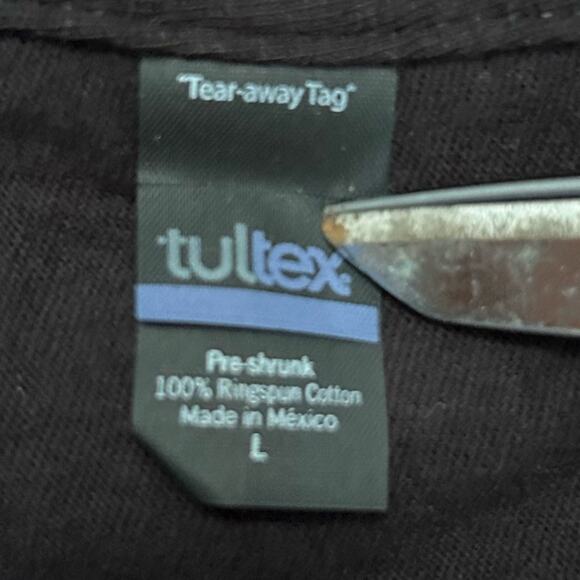 "Tear-away Tag"
tultex
Pre-shrunk
100% Ringspun Cotton
Made in México
L